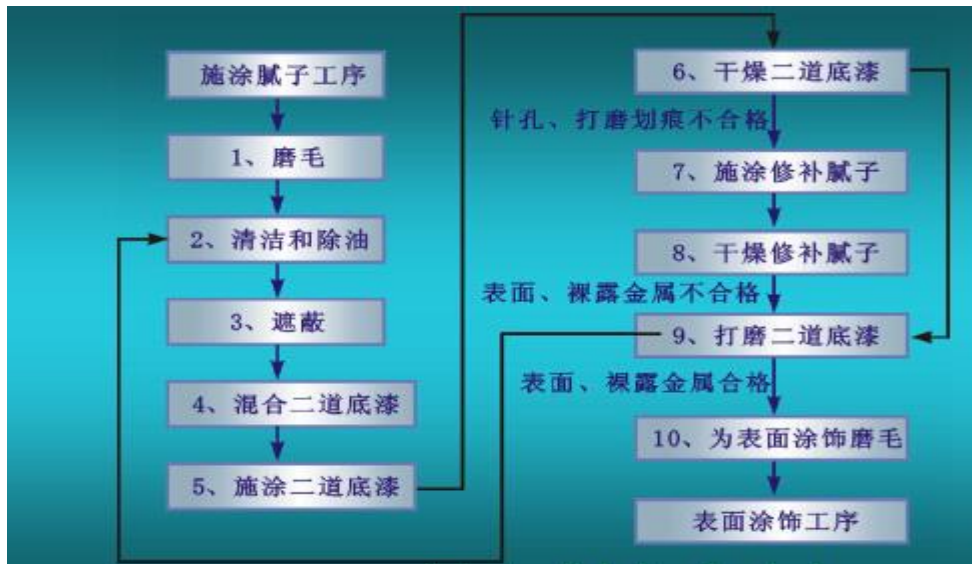 施涂腻子工序
1、磨毛
2、清洁和除油
3、遮蔽
4、混合二道底漆
5、施涂二道底漆
6、干燥二道底漆
针孔、打磨划痕不合格
7、施涂修补腻子
8、干燥修补腻子
表面、裸露金属不合格
9、打磨二道底漆
表面、裸露金属合格
10、为表面涂饰磨毛
表面涂饰工序